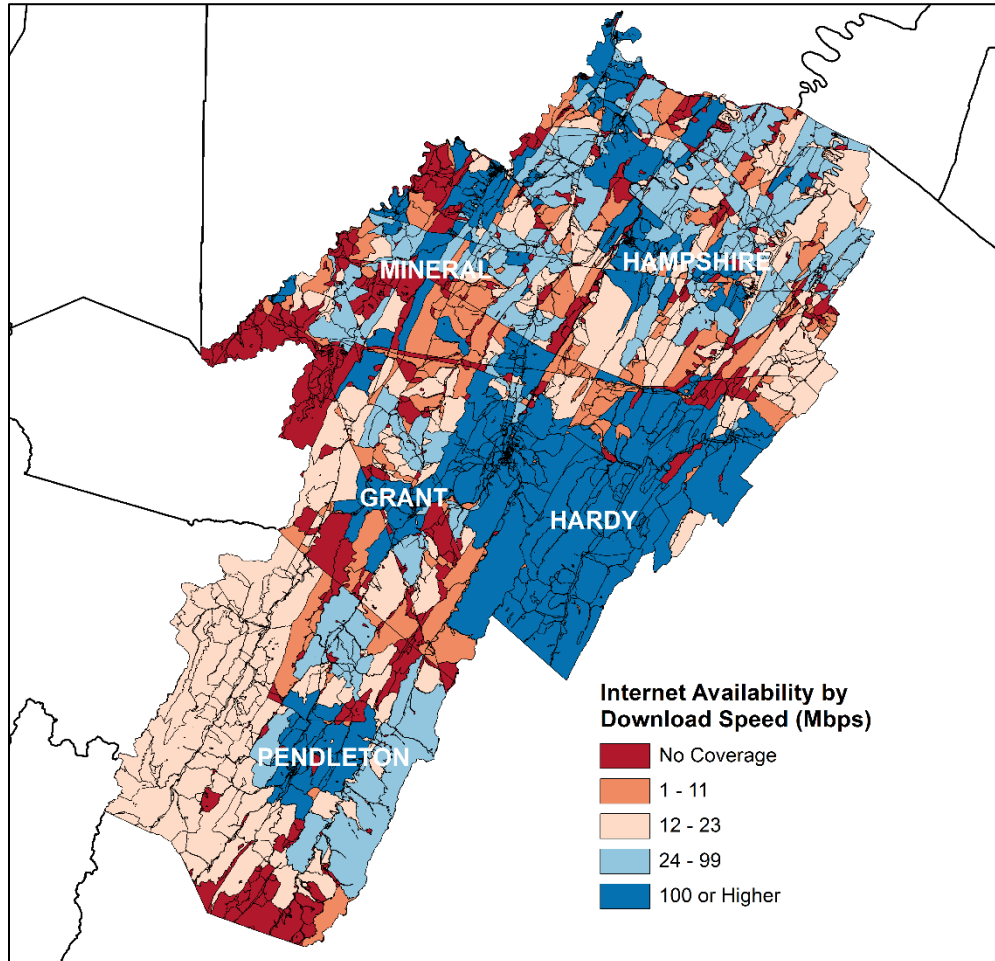 MINERAL
HAMPSHIRE
GRANT
HARDY
PENDLETON
Internet Availability by
Download Speed (Mbps)
No Coverage
1 - 11
12 - 23
24 - 99
100 or Higher